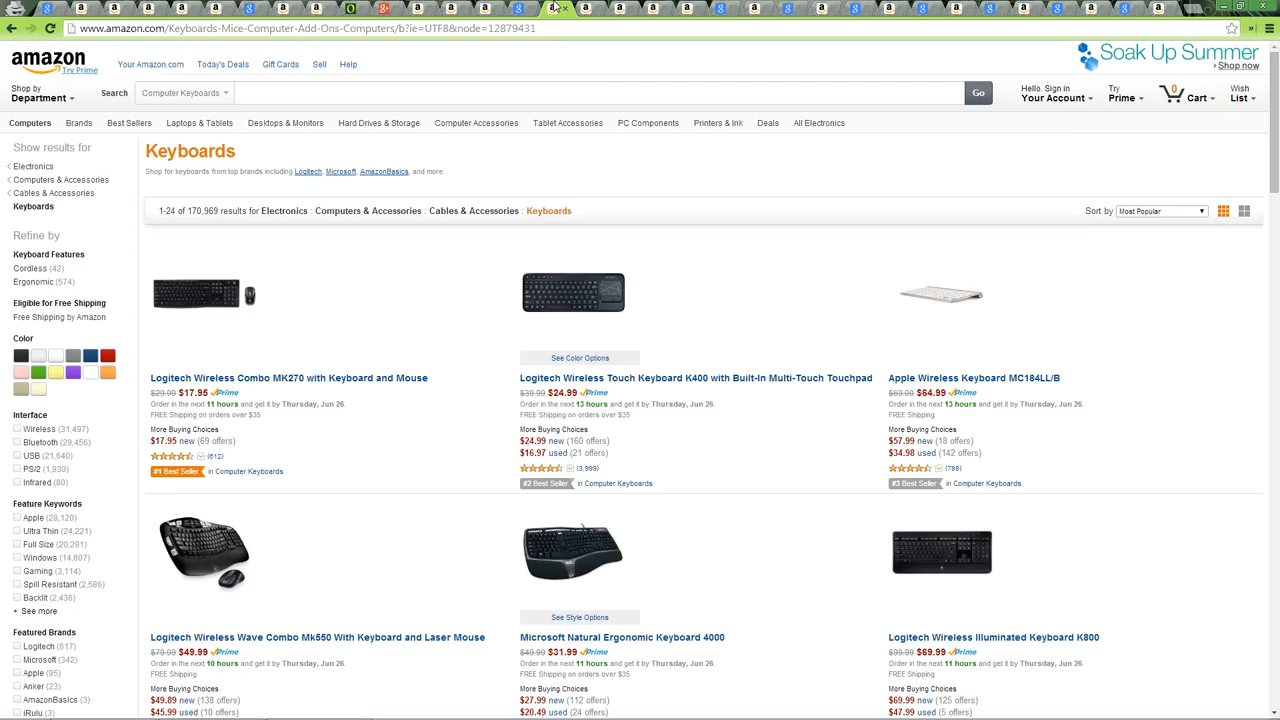 www.amazon.com/Keyboards-Mice-Computer-Add-Ons-Computers/b?ie=UTF8&node=12879431
amazon
Try Prime
Your Amazon.com
Today's Deals
Gift Cards
Sell
Help
Soak Up Summer
Shop now
Shop by
Department
Search
Computer Keyboards
Go
Hello. Sign in
Your Account
Try
Prime
0
Cart
Wish
List
Computers
Brands
Best Sellers
Laptops & Tablets
Desktops & Monitors
Hard Drives & Storage
Computer Accessories
Tablet Accessories
PC Components
Printers & Ink
Deals
All Electronics
Show results for
Electronics
Computers & Accessories
Cables & Accessories
Keyboards
Refine by
Keyboard Features
Cordless (42)
Ergonomic (574)
Eligible for Free Shipping
Free Shipping by Amazon
Color
Interface
Wireless (31,497)
Bluetooth (29,456)
USB (21,640)
PS/2 (1,930)
Infrared (80)
Feature Keywords
Apple (28,120)
Ultra Thin (24,221)
Full Size (20,291)
Windows (14,807)
Gaming (3,114)
Spill Resistant (2,586)
Backlit (2,436)
+ See more
Featured Brands
Logitech (617)
Microsoft (342)
Apple (95)
Anker (23)
AmazonBasics (3)
iRulu (3)
Keyboards
Shop for keyboards from top brands including Logitech, Microsoft, AmazonBasics, and more.
1-24 of 170,969 results for Electronics : Computers & Accessories : Cables & Accessories : Keyboards
Sort by Most Popular
Logitech Wireless Combo MK270 with Keyboard and Mouse
$29.99 $17.95 Prime
Order in the next 11 hours and get it by Thursday, Jun 26.
FREE Shipping on orders over $35
More Buying Choices
$17.95 new (69 offers)
(612)
#1 Best Seller in Computer Keyboards
See Color Options
Logitech Wireless Touch Keyboard K400 with Built-In Multi-Touch Touchpad
$39.99 $24.99 Prime
Order in the next 13 hours and get it by Thursday, Jun 26.
FREE Shipping on orders over $35
More Buying Choices
$24.99 new (160 offers)
$16.97 used (21 offers)
(3,999)
#2 Best Seller in Computer Keyboards
Apple Wireless Keyboard MC184LL/B
$69.00 $64.99 Prime
Order in the next 13 hours and get it by Thursday, Jun 26.
FREE Shipping
More Buying Choices
$57.99 new (18 offers)
$34.98 used (142 offers)
(788)
#3 Best Seller in Computer Keyboards
Logitech Wireless Wave Combo Mk550 With Keyboard and Laser Mouse
$79.99 $49.99 Prime
Order in the next 10 hours and get it by Thursday, Jun 26.
FREE Shipping
More Buying Choices
$49.89 new (138 offers)
$45.99 used (10 offers)
See Style Options
Microsoft Natural Ergonomic Keyboard 4000
$49.99 $31.99 Prime
Order in the next 11 hours and get it by Thursday, Jun 26.
FREE Shipping on orders over $35
More Buying Choices
$27.99 new (112 offers)
$20.49 used (24 offers)
Logitech Wireless Illuminated Keyboard K800
$99.99 $69.99 Prime
Order in the next 11 hours and get it by Thursday, Jun 26.
FREE Shipping
More Buying Choices
$69.99 new (125 offers)
$47.99 used (5 offers)